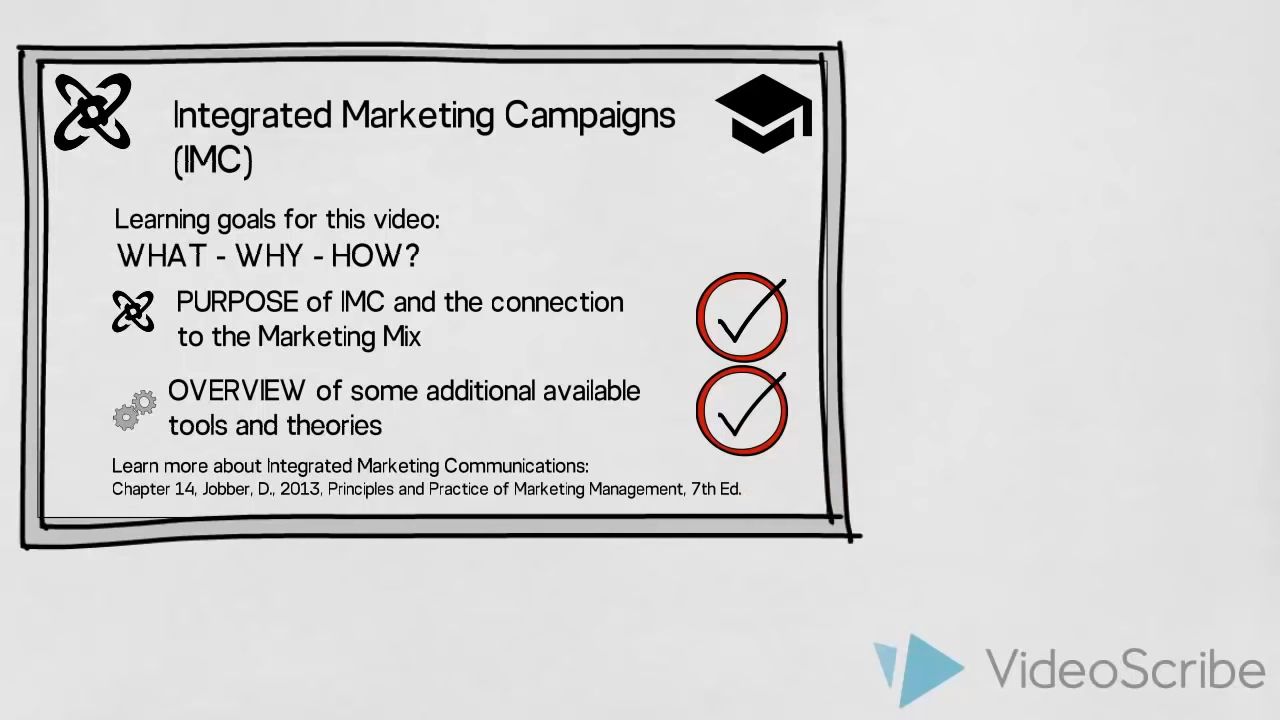 Integrated Marketing Campaigns
(IMC)
Learning goals for this video:
WHAT - WHY - HOW?
PURPOSE of IMC and the connection
to the Marketing Mix
OVERVIEW of some additional available
tools and theories
Learn more about Integrated Marketing Communications:
Chapter 14, Jobber, D., 2013, Principles and Practice of Marketing Management, 7th Ed.
VideoScribe